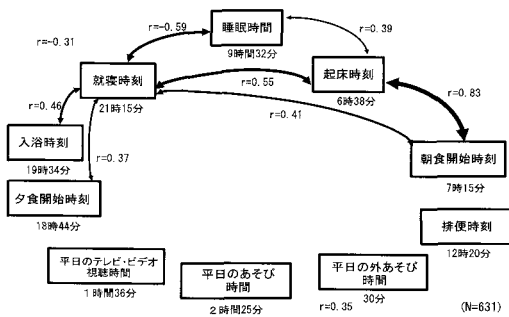 r=-0.59
睡眠時間
r=0.39
r=-0.31
9時間32分
就寝時刻
起床時刻
r=0.55
21時15分
6時38分
r=0.83
r=0.46
r=0.41
入浴時刻
r=0.37
朝食開始時刻
19時34分
7時15分
夕食開始時刻
18時44分
排便時刻
12時20分
平日のテレビ・ビデオ
視聴時間
平日のあそび
時間
平日の外あそび
時間
1時間36分
2時間25分
30分
r=0.35
(N=631)